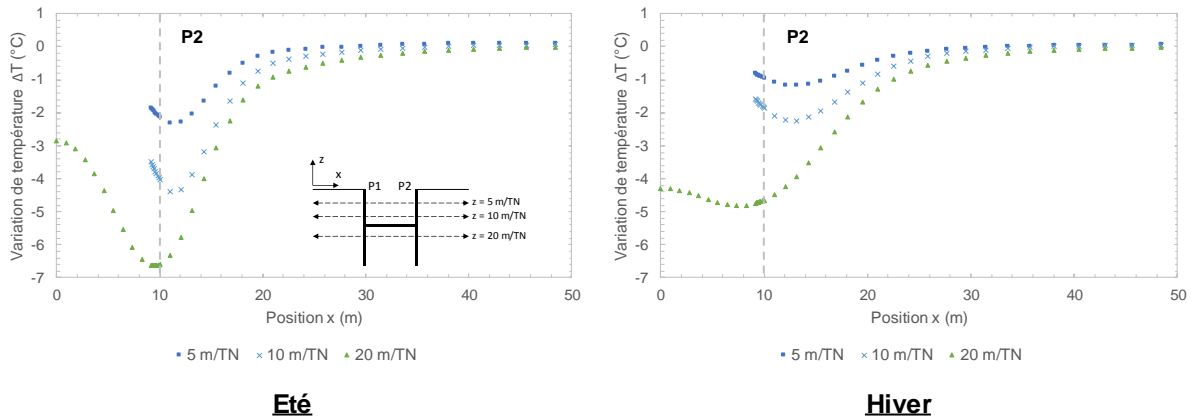 Variation de température ΔT (°C)
1
0
-1
-2
-3
-4
-5
-6
-7
P2
z
x
P1
P2
z = 5 m/TN
z = 10 m/TN
z = 20 m/TN
0
10
20
30
40
50
Position x (m)
5 m/TN
10 m/TN
20 m/TN
Eté
Variation de température ΔT (°C)
1
0
-1
-2
-3
-4
-5
-6
-7
P2
0
10
20
30
40
50
Position x (m)
5 m/TN
10 m/TN
20 m/TN
Hiver